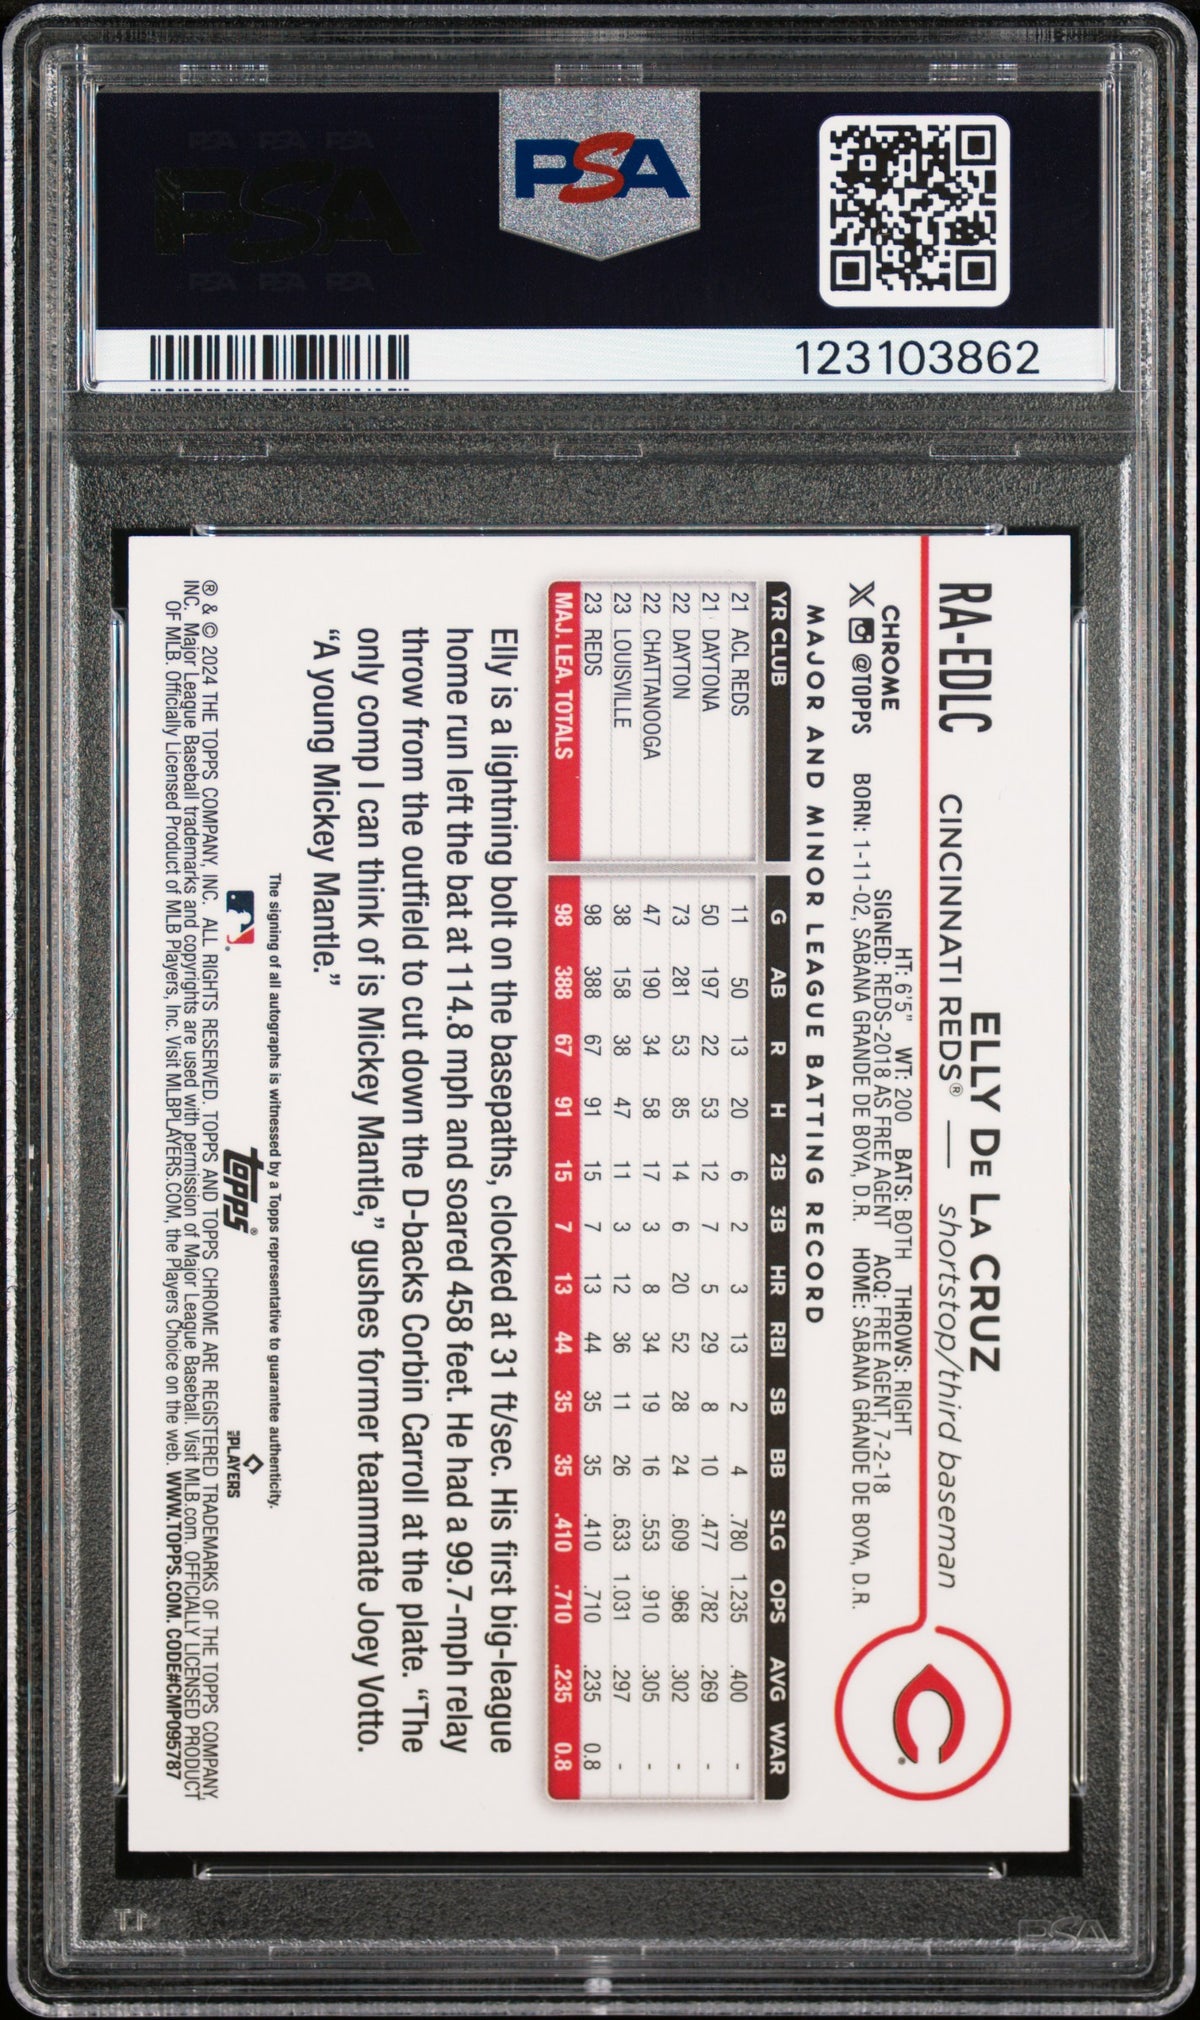 PSA PSA PSA
PSA
PSA PSA PSA
PSA
123103862
RA-EDLC
ELLY DE LA CRUZ
CINCINNATI REDS® — shortstop/third baseman
CHROME
X @TOPPS
HT: 6'5" WT: 200 BATS: BOTH THROWS: RIGHT
SIGNED: REDS-2018 AS FREE AGENT ACQ: FREE AGENT, 7-2-18
BORN: 1-11-02, SABANA GRANDE DE BOYA, D.R. HOME: SABANA GRANDE DE BOYA, D.R.
C
MAJOR AND MINOR LEAGUE BATTING RECORD
YR CLUB G AB R H 2B 3B HR RBI SB BB SLG OPS AVG WAR
21 ACL REDS 11 50 13 20 6 2 3 13 2 4 .780 1.235 .400 -
21 DAYTONA 50 197 22 53 12 7 5 29 8 10 .477 .782 .269 -
22 DAYTON 73 281 53 85 14 6 20 52 28 24 .609 .968 .302 -
22 CHATTANOOGA 47 190 34 58 17 3 8 34 19 16 .553 .910 .305 -
23 LOUISVILLE 38 158 38 47 11 3 12 36 11 26 .633 1.031 .297 -
23 REDS 98 388 67 91 15 7 13 44 35 35 .410 .710 .235 0.8
MAJ. LEA. TOTALS 98 388 67 91 15 7 13 44 35 35 .410 .710 .235 0.8
Elly is a lightning bolt on the basepaths, clocked at 31 ft/sec. His first big-league
home run left the bat at 114.8 mph and soared 458 feet. He had a 99.7-mph relay
throw from the outfield to cut down the D-backs Corbin Carroll at the plate. “The
only comp I can think of is Mickey Mantle,” gushes former teammate Joey Votto.
“A young Mickey Mantle.”
The signing of all autographs is witnessed by a Topps representative to guarantee authenticity.
topps®
MLB PLAYERS
® & © 2024 THE TOPPS COMPANY, INC. ALL RIGHTS RESERVED. TOPPS AND TOPPS CHROME ARE REGISTERED TRADEMARKS OF THE TOPPS COMPANY,
INC. Major League Baseball trademarks and copyrights are used with permission of Major League Baseball. Visit MLB.com. OFFICIALLY LICENSED PRODUCT
OF MLB. Officially Licensed Product of MLB Players, Inc. Visit MLBPLAYERS.COM, the Players Choice on the web. WWW.TOPPS.COM. CODE#CMP095787
PSA